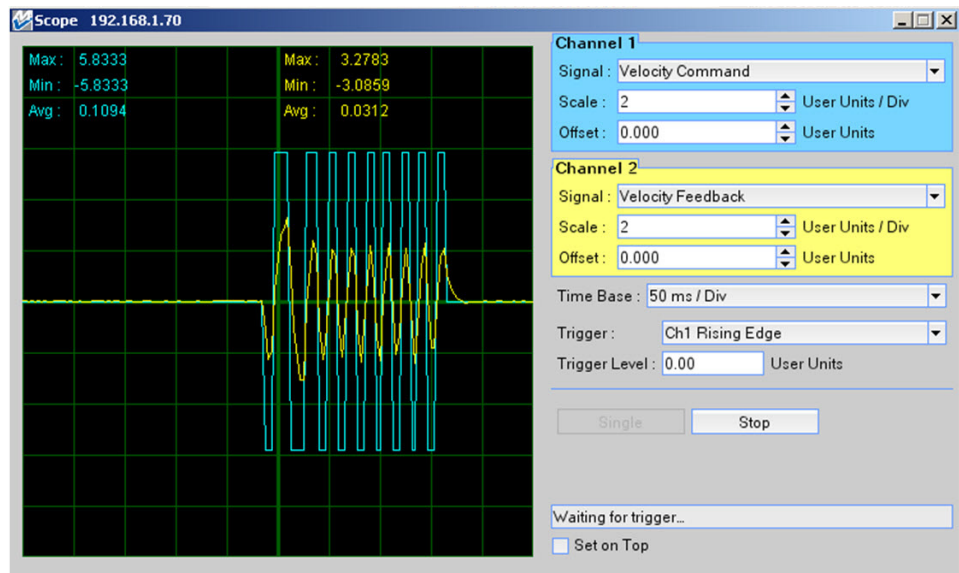 Scope 192.168.1.70
Max : 5.8333
Min : -5.8333
Avg : 0.1094
Max : 3.2783
Min : -3.0859
Avg : 0.0312
Channel 1
Signal : Velocity Command
Scale : 2 User Units / Div
Offset : 0.000 User Units
Channel 2
Signal : Velocity Feedback
Scale : 2 User Units / Div
Offset : 0.000 User Units
Time Base : 50 ms / Div
Trigger : Ch1 Rising Edge
Trigger Level : 0.00 User Units
Single Stop
Waiting for trigger...
Set on Top